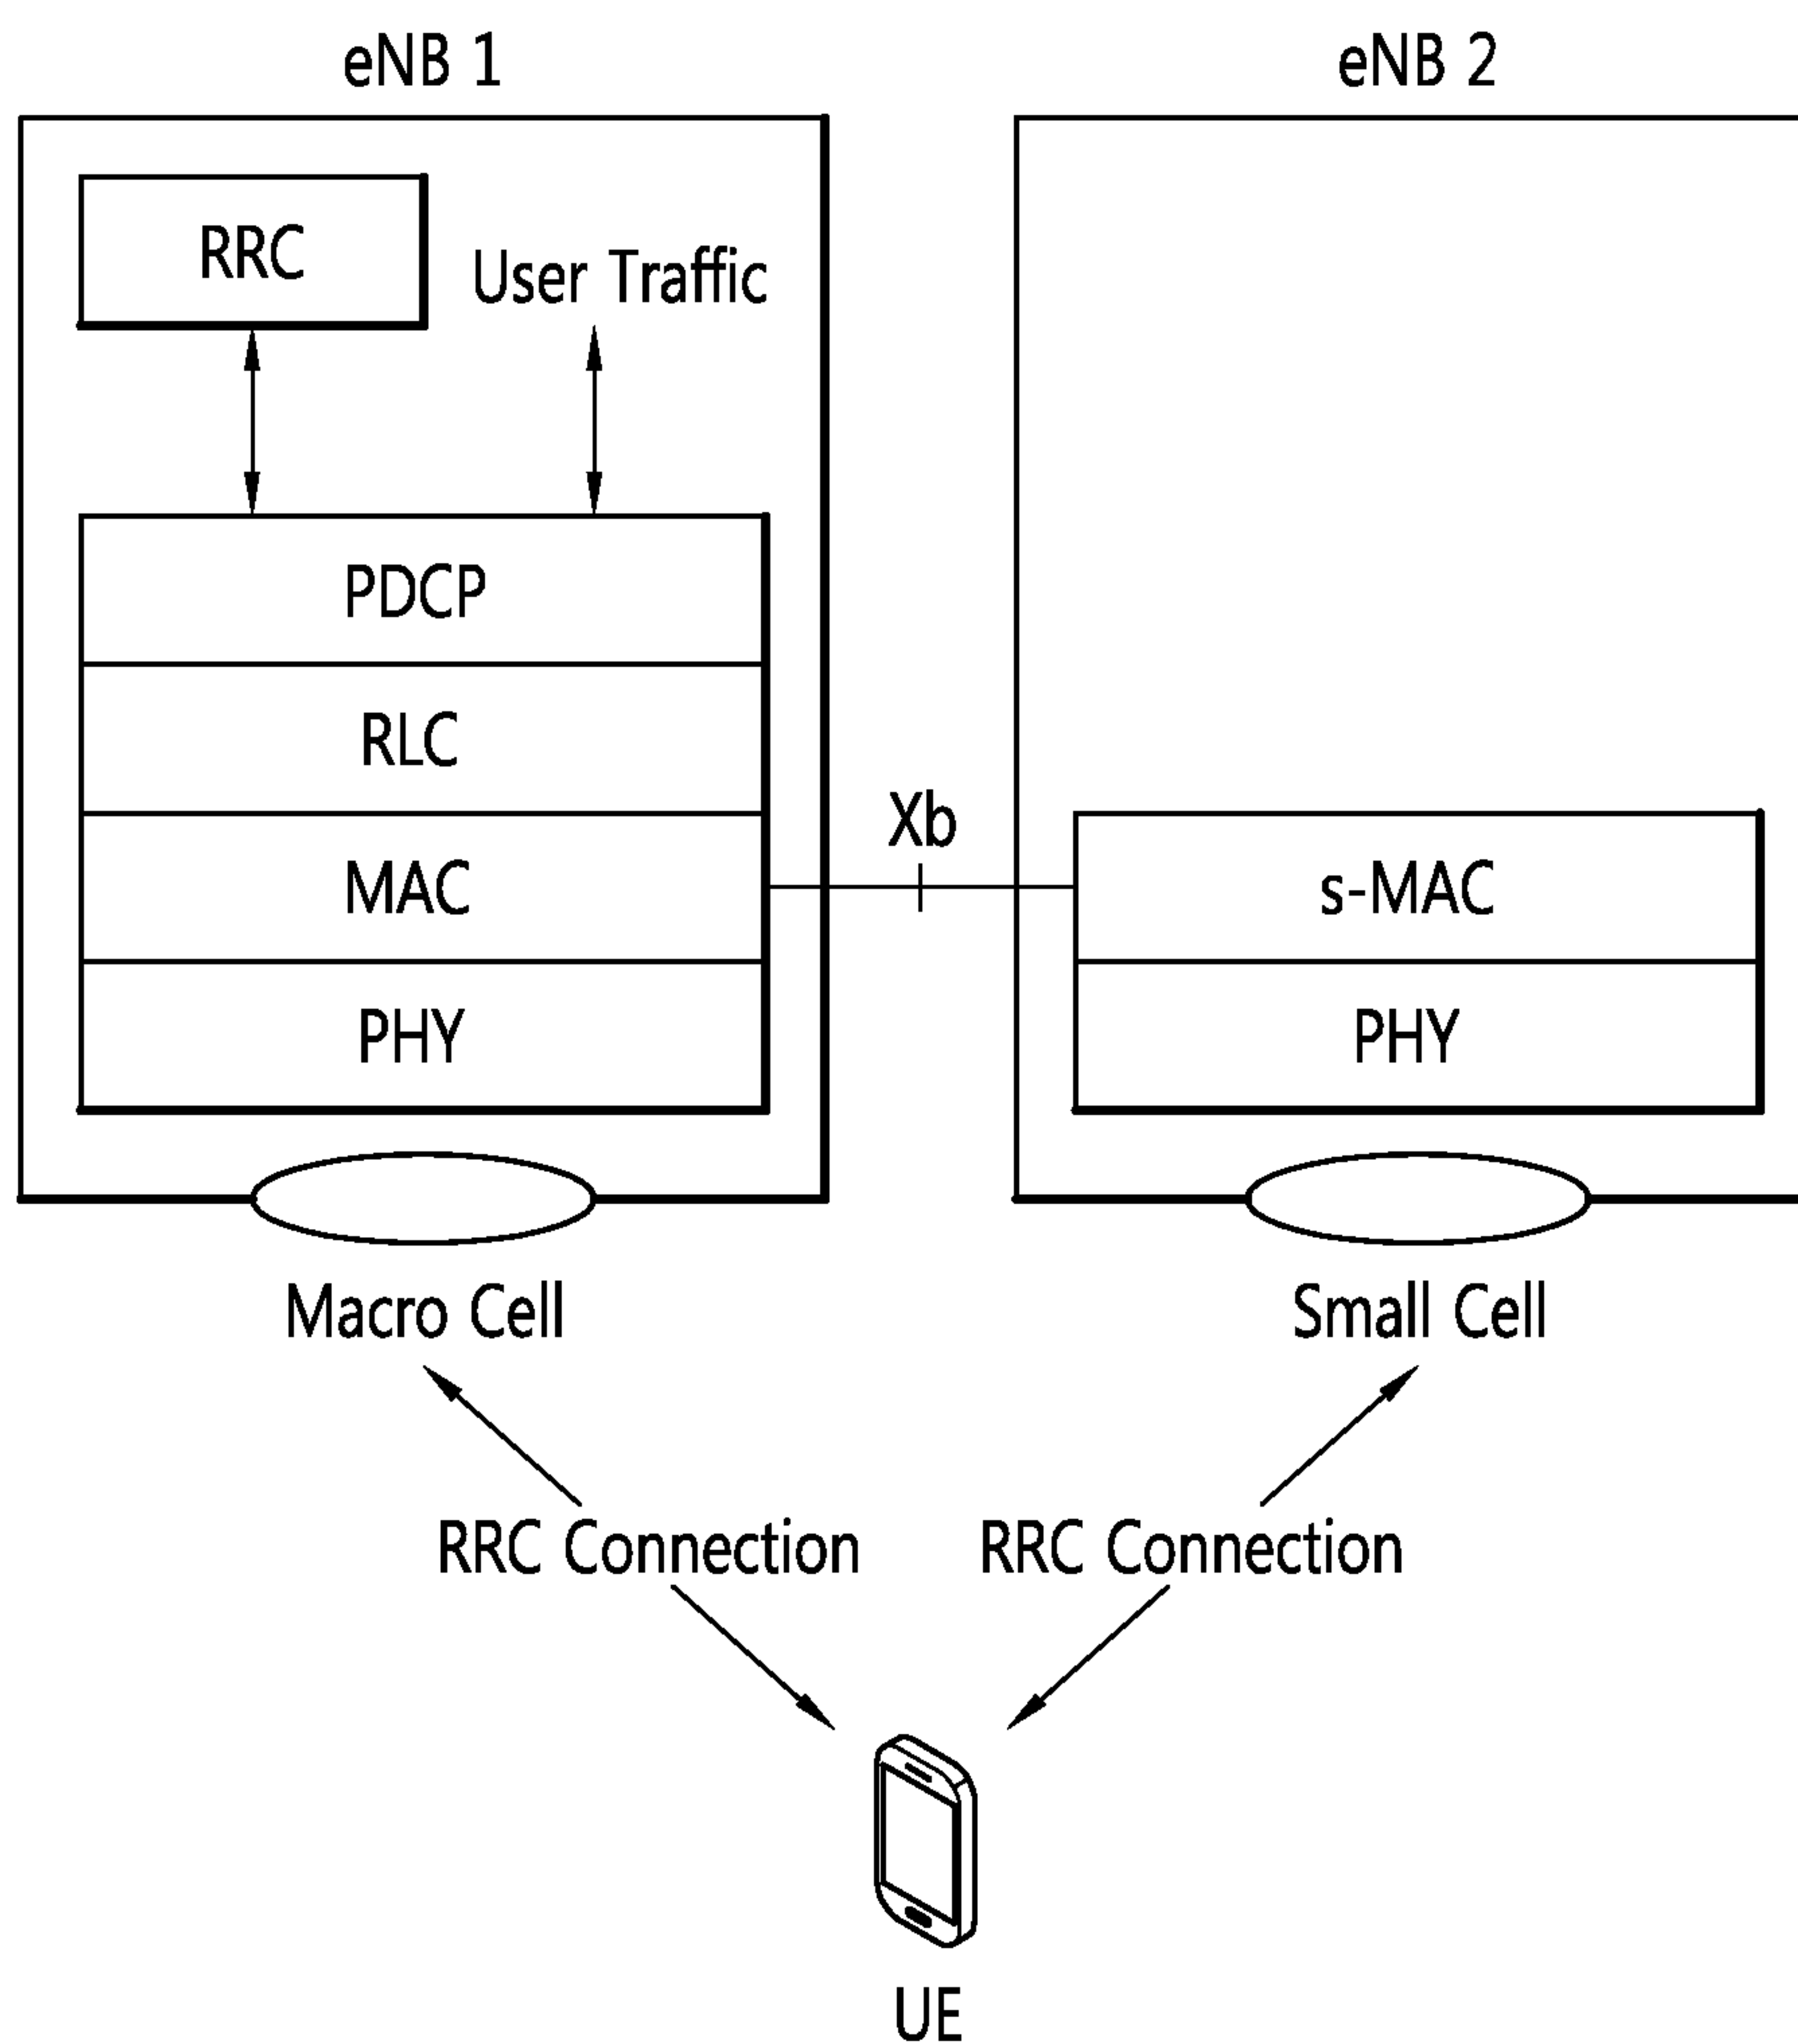 eNB 1
eNB 2
RRC
User Traffic
PDCP
RLC
MAC
PHY
Xb
s-MAC
PHY
Macro Cell
Small Cell
RRC Connection
RRC Connection
UE